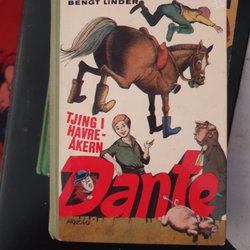 BENGT LINDER
TJING I
HAVRE-
ÅKERN
Dante